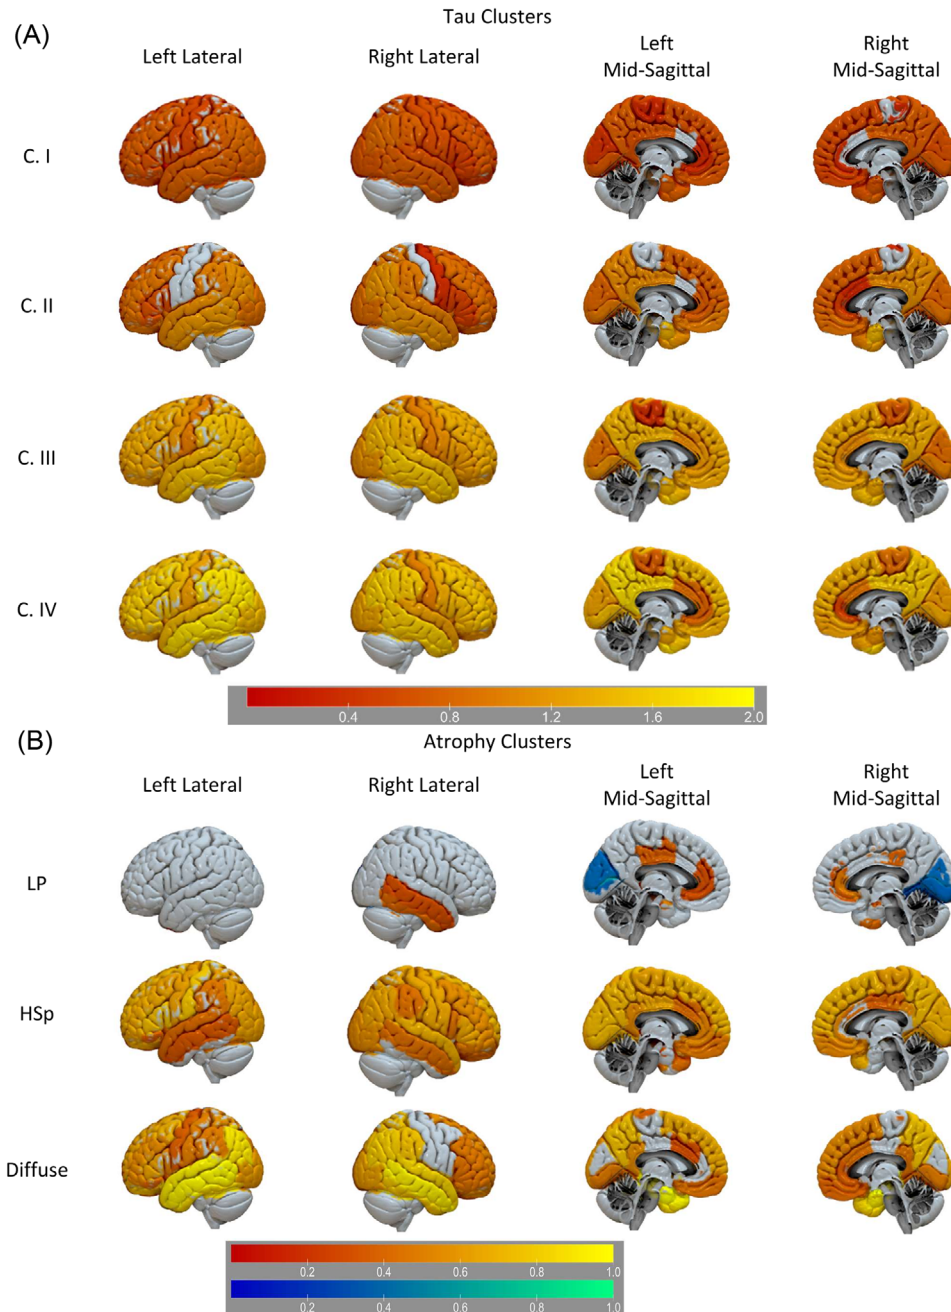 (A)
Tau Clusters
Left Lateral
Right Lateral
Left
Mid-Sagittal
Right
Mid-Sagittal
C. I
C. II
C. III
C. IV
0.4 0.8 1.2 1.6 2.0
(B)
Atrophy Clusters
Left Lateral
Right Lateral
Left
Mid-Sagittal
Right
Mid-Sagittal
LP
HSp
Diffuse
0.2 0.4 0.6 0.8 1.0
0.2 0.4 0.6 0.8 1.0